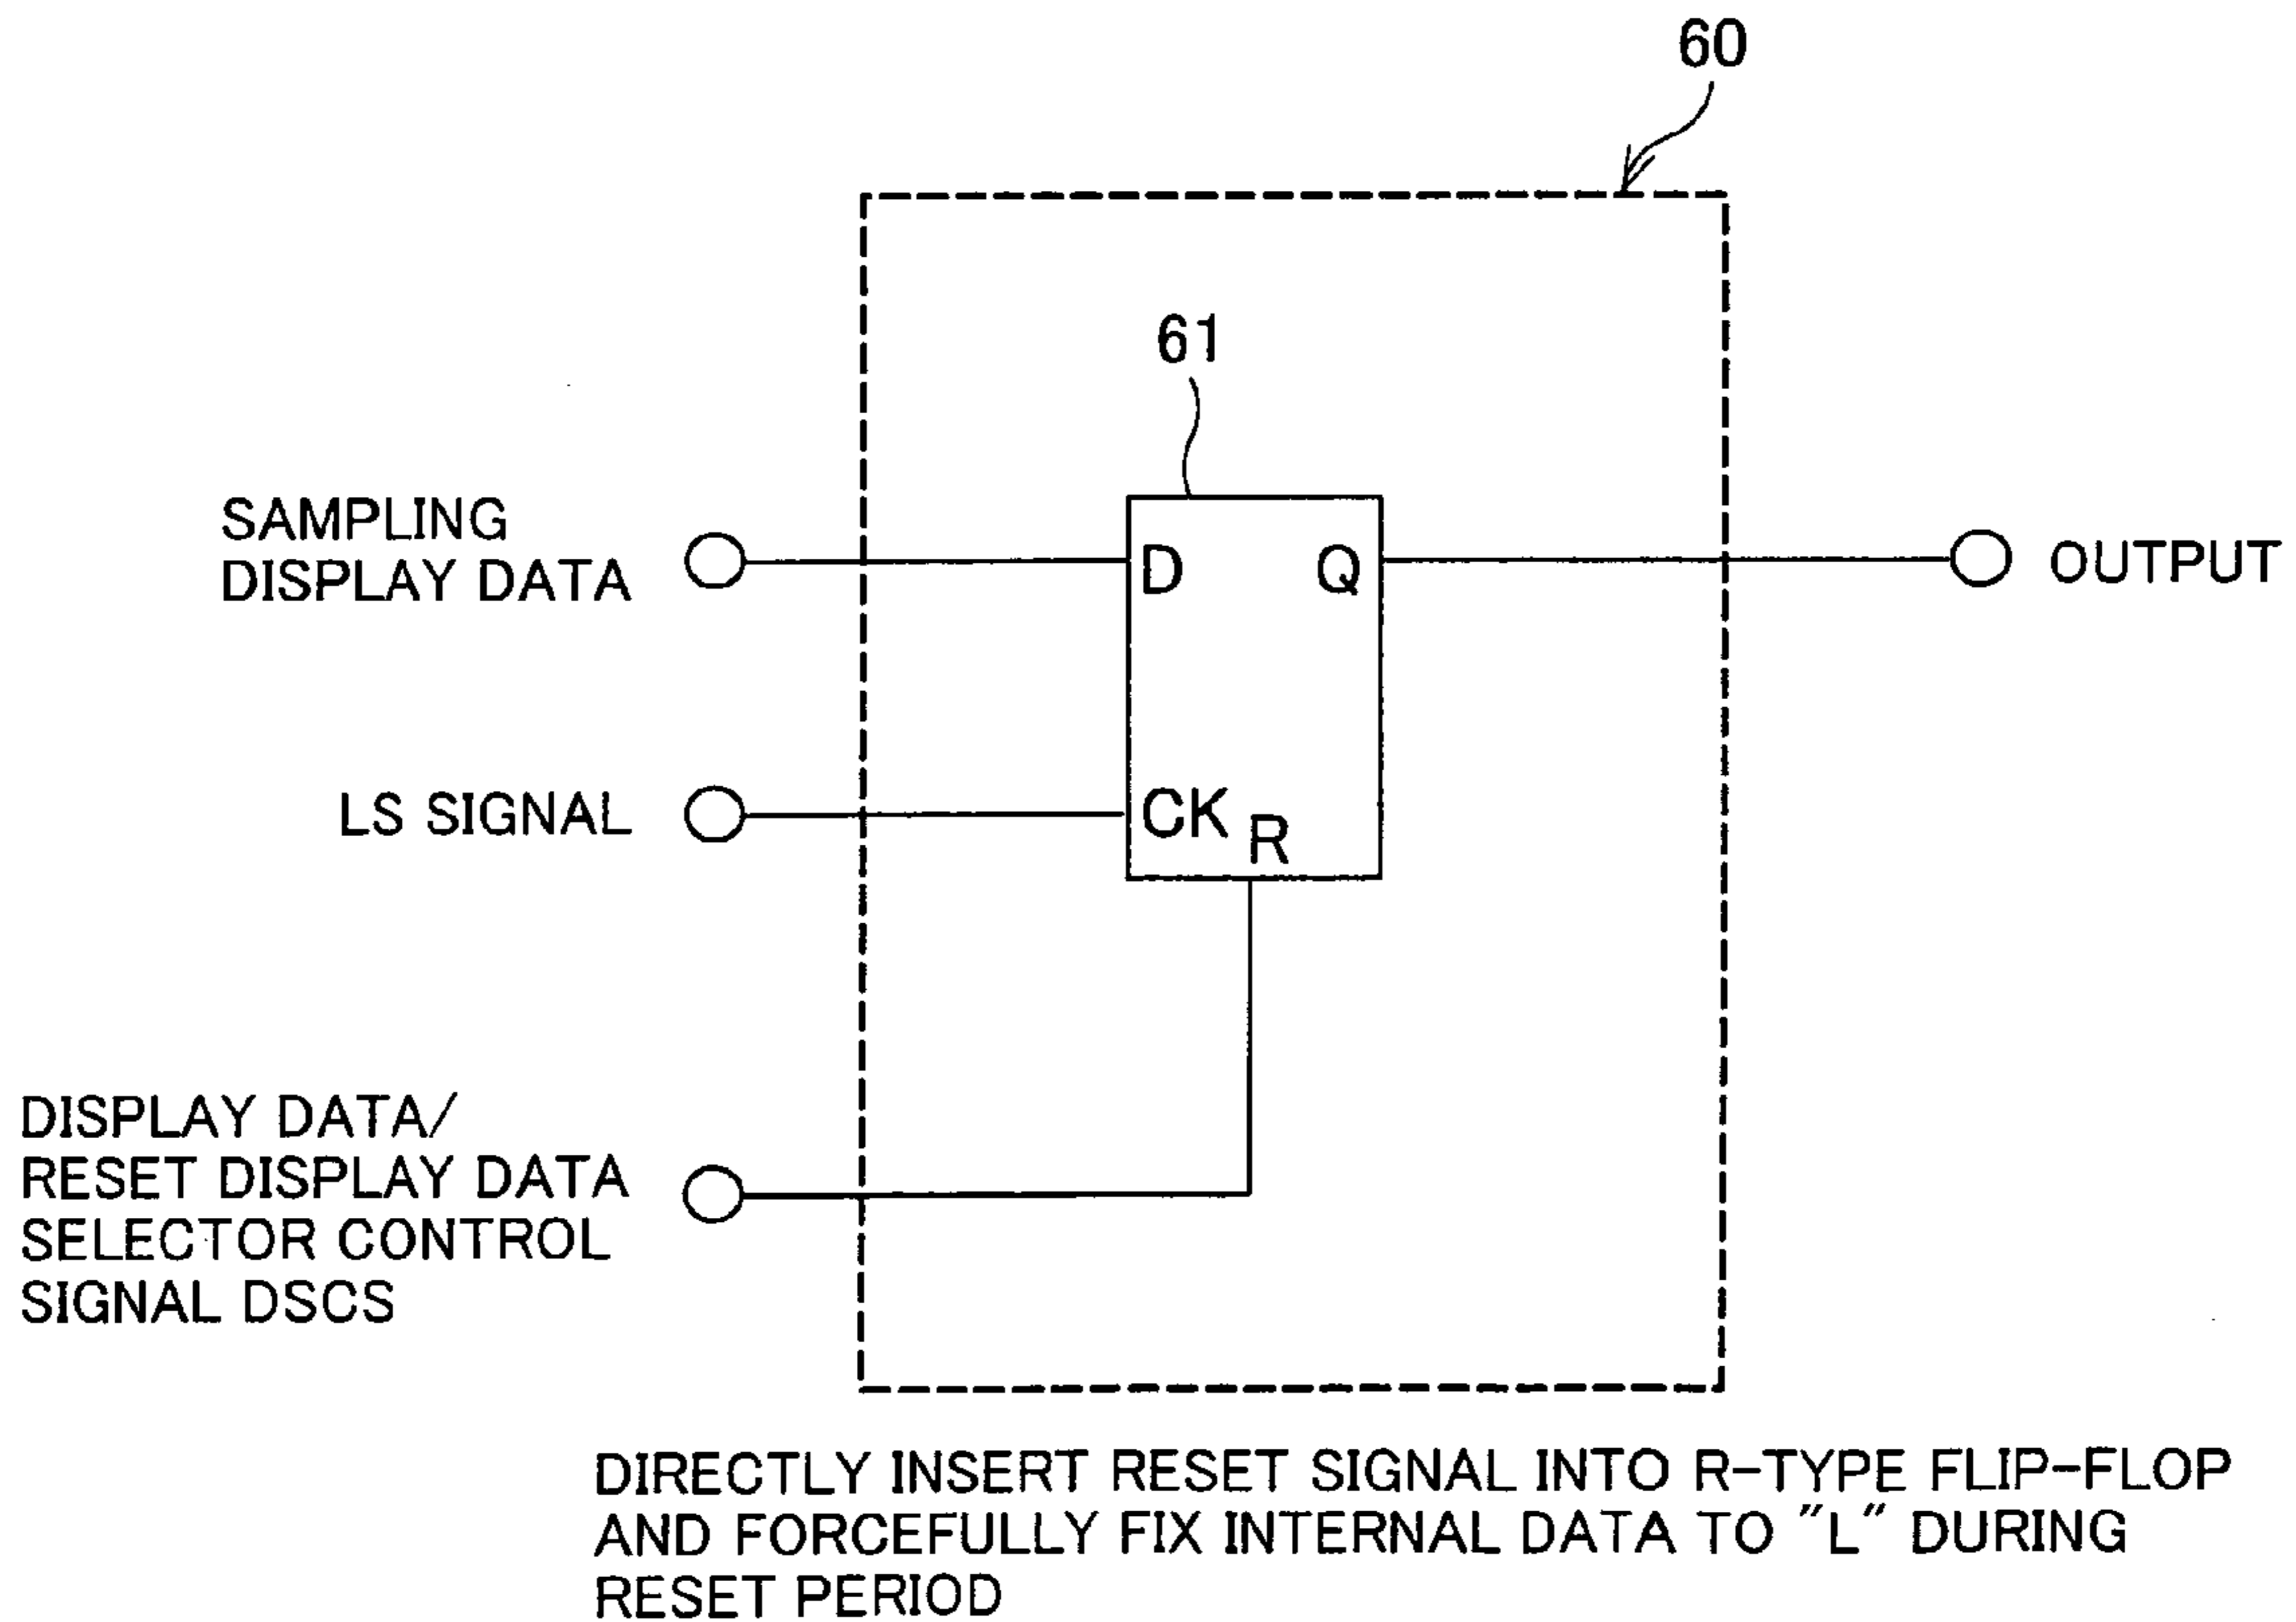 60
61
SAMPLING
DISPLAY DATA
D
Q
OUTPUT
LS SIGNAL
CK
R
DISPLAY DATA/
RESET DISPLAY DATA
SELECTOR CONTROL
SIGNAL DSCS
DIRECTLY INSERT RESET SIGNAL INTO R-TYPE FLIP-FLOP
AND FORCEFULLY FIX INTERNAL DATA TO "L" DURING
RESET PERIOD